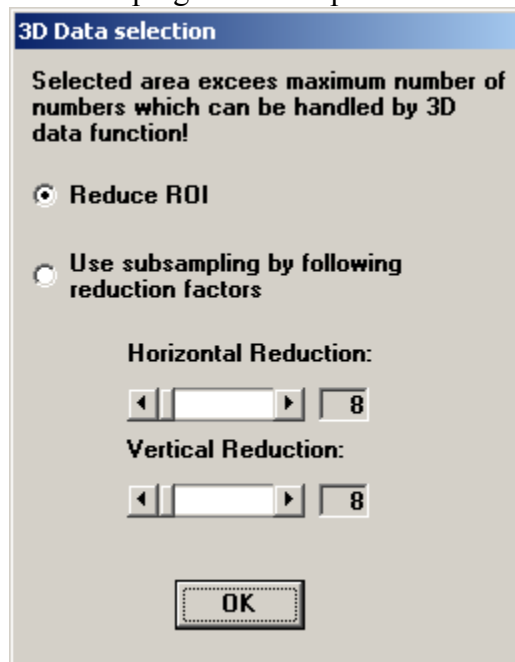 3D Data selection
Selected area excees maximum number of
numbers which can be handled by 3D
data function!
Reduce ROI
Use subsampling by following
reduction factors
Horizontal Reduction:
8
Vertical Reduction:
8
OK